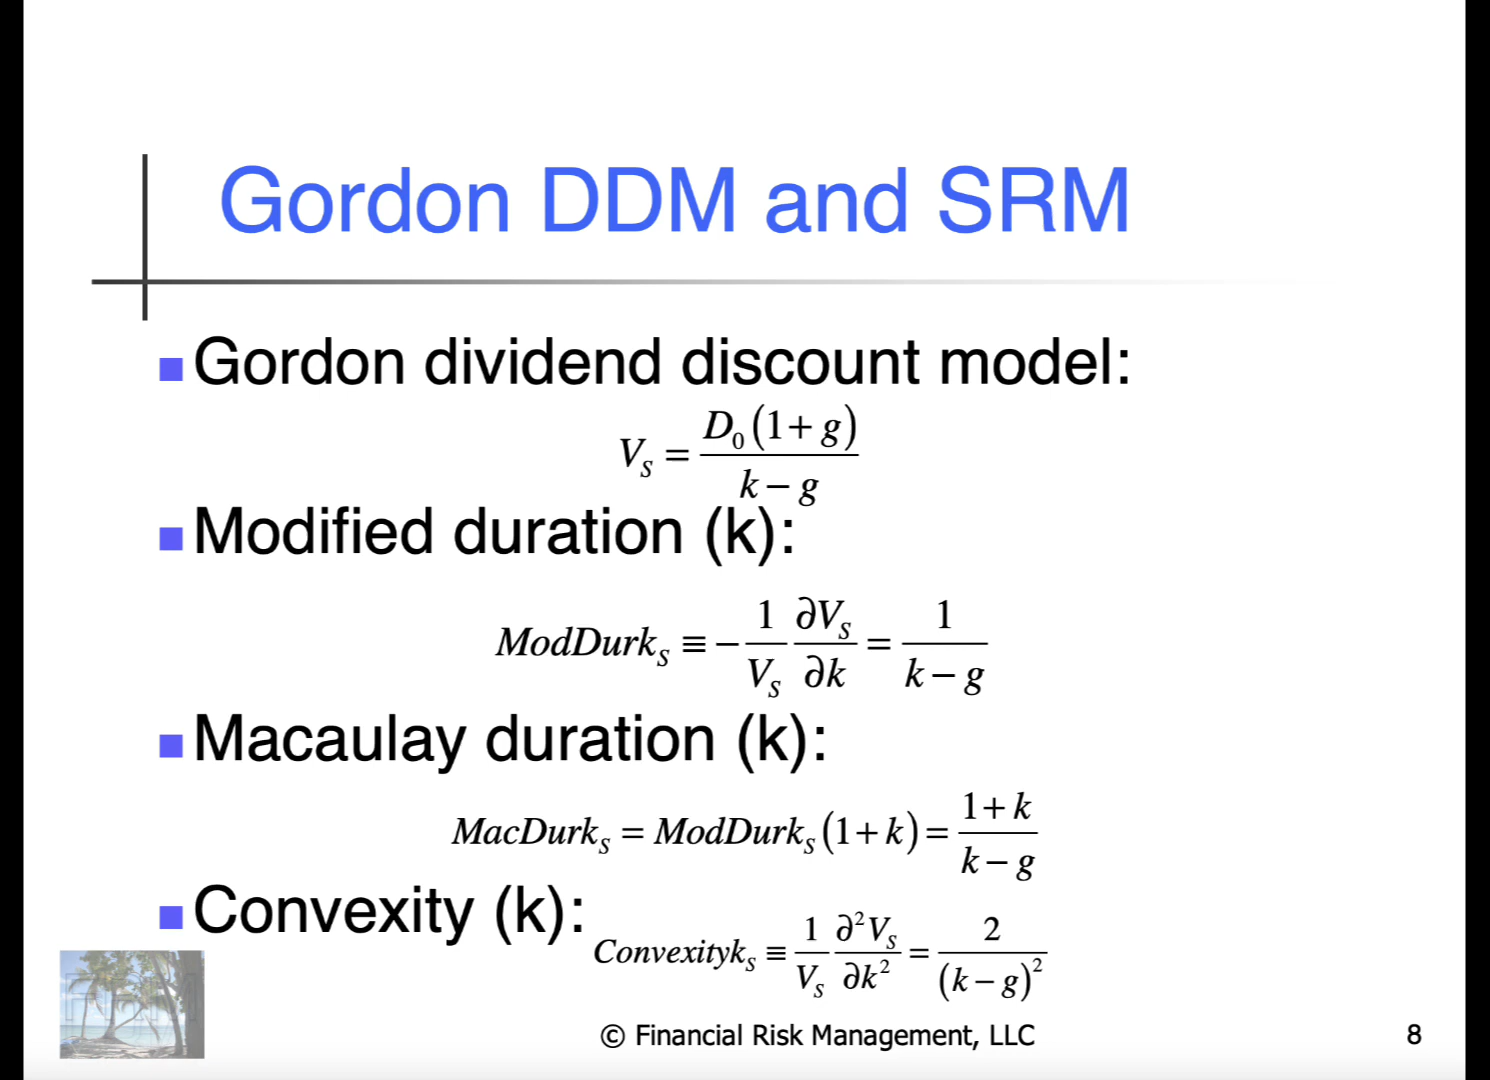 Gordon DDM and SRM
Gordon dividend discount model:
V_S = D_0(1+g) / (k−g)
Modified duration (k):
ModDurk_S ≡ −(1/V_S)(∂V_S/∂k) = 1/(k−g)
Macaulay duration (k):
MacDurk_S = ModDurk_S(1+k) = (1+k)/(k−g)
Convexity (k):
Convexityk_S ≡ (1/V_S)(∂²V_S/∂k²) = 2/(k−g)²
© Financial Risk Management, LLC
8